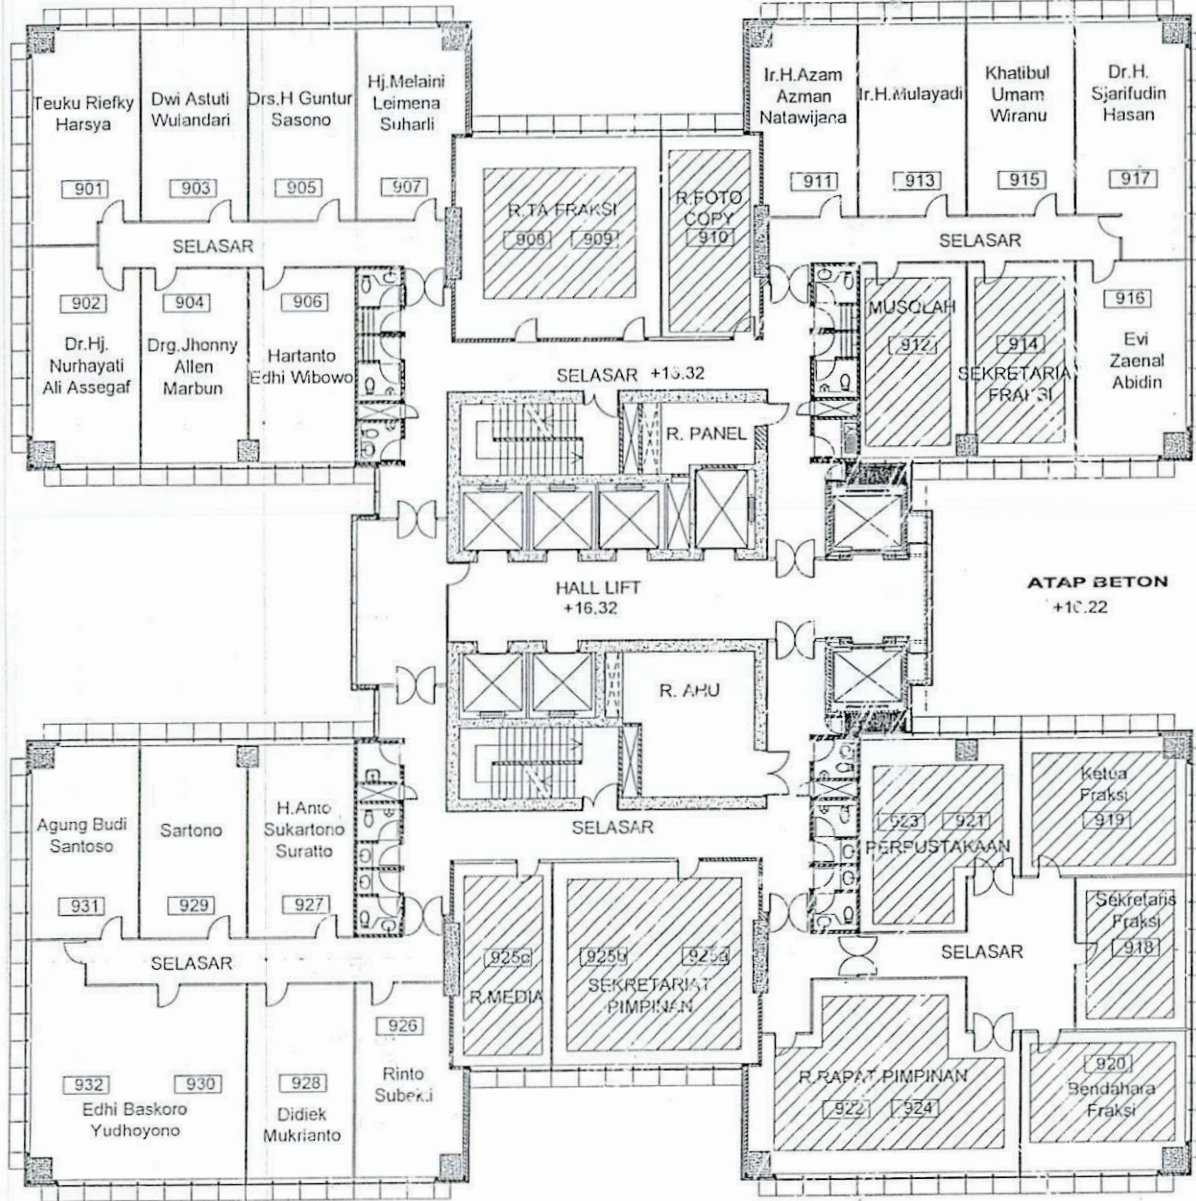 Teuku Riefky
Harsya
901
Dwi Astuti
Wulandari
903
Drs.H Guntur
Sasono
905
Hj.Melaini
Leimena
Suharli
907
R.TA FRAKSI
908 909
R.FOTO
COPY
910
Ir.H.Azam
Azman
Natawijana
911
Ir.H.Mulayadi
913
Khatibul
Umam
Wiranu
915
Dr.H.
Sjarifudin
Hasan
917
SELASAR
SELASAR
902
Dr.Hj.
Nurhayati
Ali Assegaf
904
Drg.Jhonny
Allen
Marbun
906
Hartanto
Edhi Wibowo
MUSOLAH
912
914
SEKRETARIA
FRAKSI
916
Evi
Zaenal
Abidin
SELASAR
R. PANEL
HALL LIFT
+16.32
ATAP BETON
R. AHU
SELASAR
Agung Budi
Santoso
931
Sartono
929
H.Anto
Sukartono
Suratto
927
923 921
PERPUSTAKAAN
Ketua
Fraksi
919
Sekretaris
Fraksi
918
SELASAR
SELASAR
925c
R.MEDIA
925b 925a
SEKRETARIAT
PIMPINAN
932 930
Edhi Baskoro
Yudhoyono
928
Didiek
Mukrianto
926
Rinto
R.RAPAT PIMPINAN
922 924
920
Bendahara
Fraksi